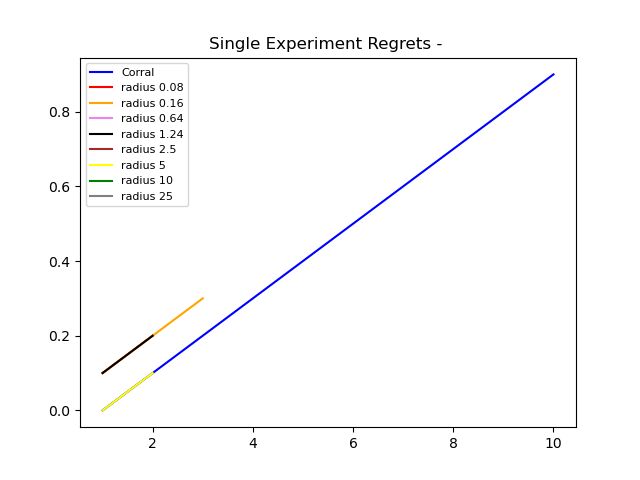 Single Experiment Regrets -
Corral
radius 0.08
radius 0.16
radius 0.64
radius 1.24
radius 2.5
radius 5
radius 10
radius 25
0.8
0.6
0.4
0.2
0.0
2 4 6 8 10